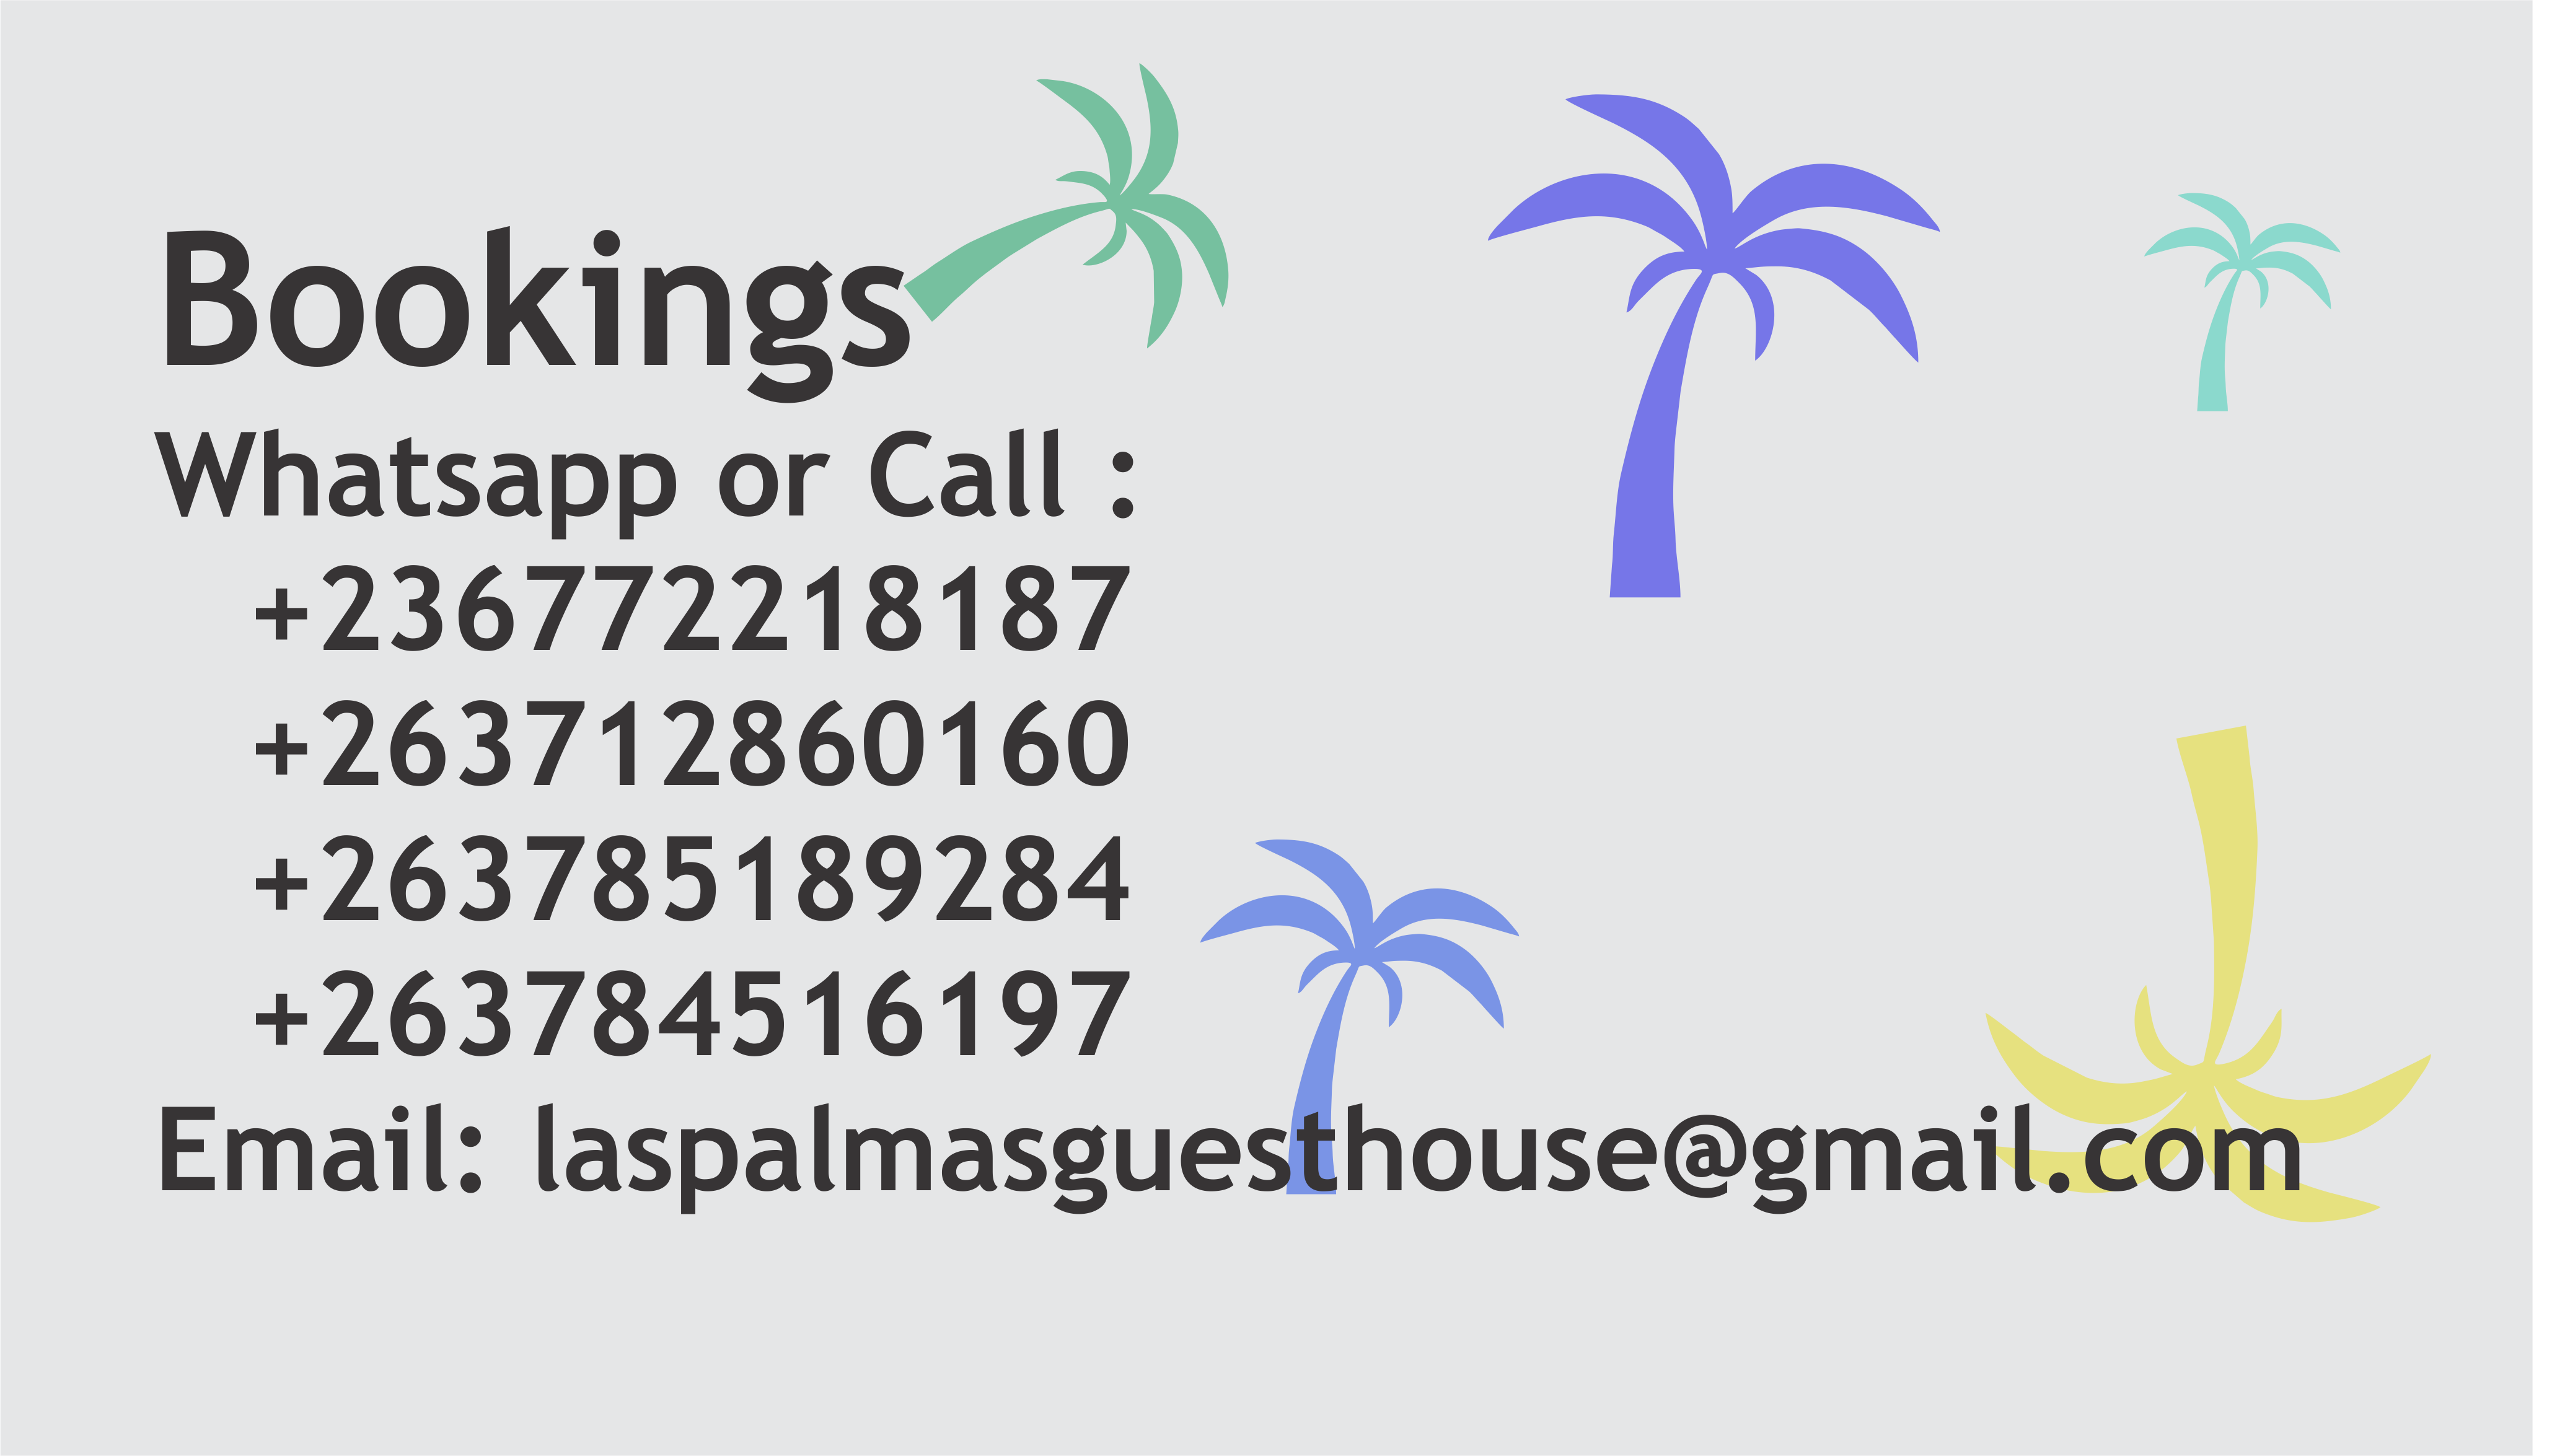 Bookings
Whatsapp or Call :
+236772218187
+263712860160
+263785189284
+263784516197
Email: laspalmasguesthouse@gmail.com